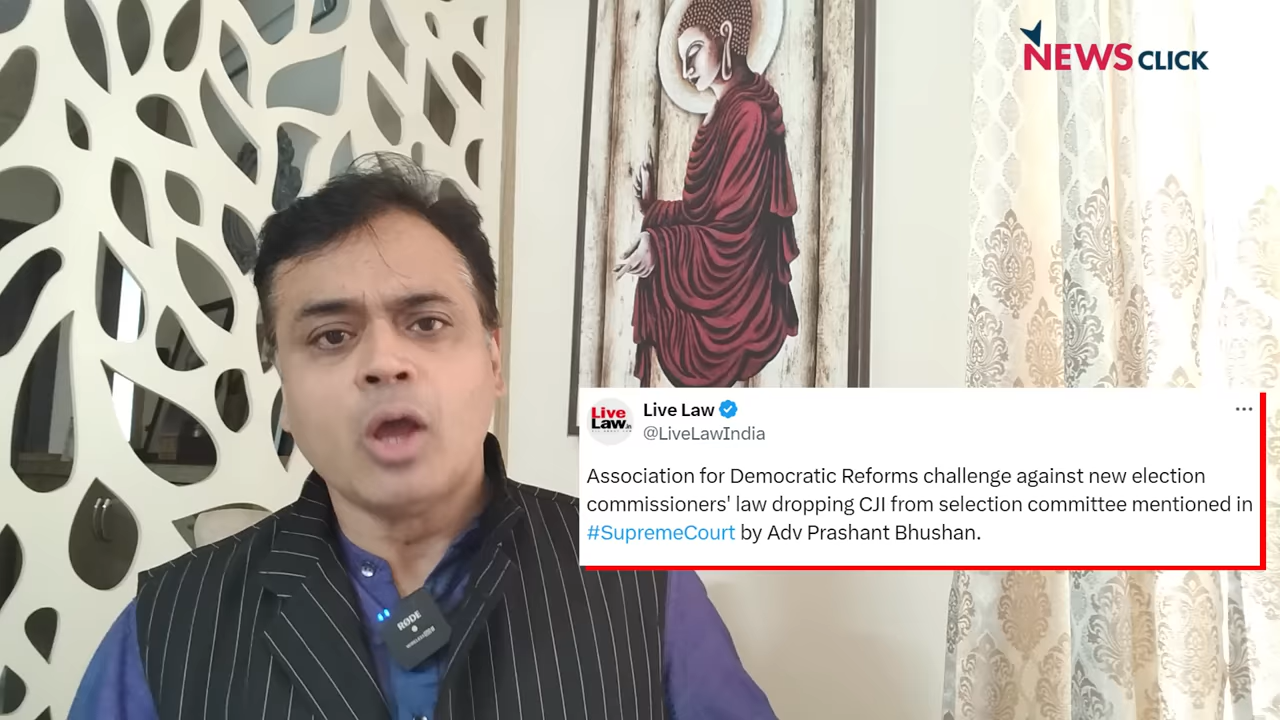 NEWS CLICK
Live Law
@LiveLawIndia
Live
Law.in
Association for Democratic Reforms challenge against new election
commissioners' law dropping CJI from selection committee mentioned in
#SupremeCourt by Adv Prashant Bhushan.
RØDE